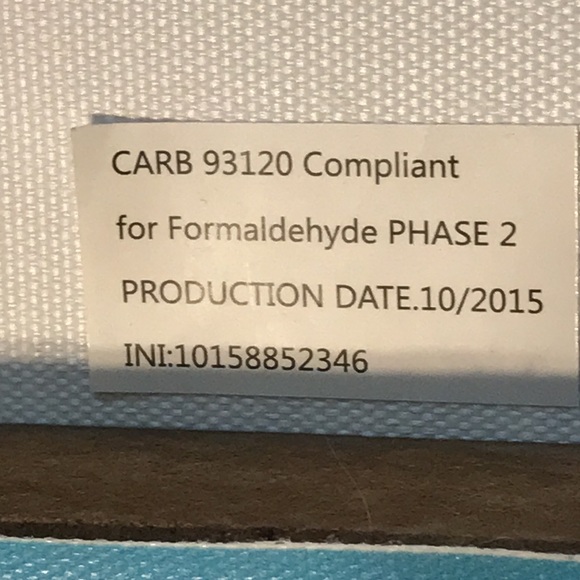 CARB 93120 Compliant
for Formaldehyde PHASE 2
PRODUCTION DATE.10/2015
INI:10158852346